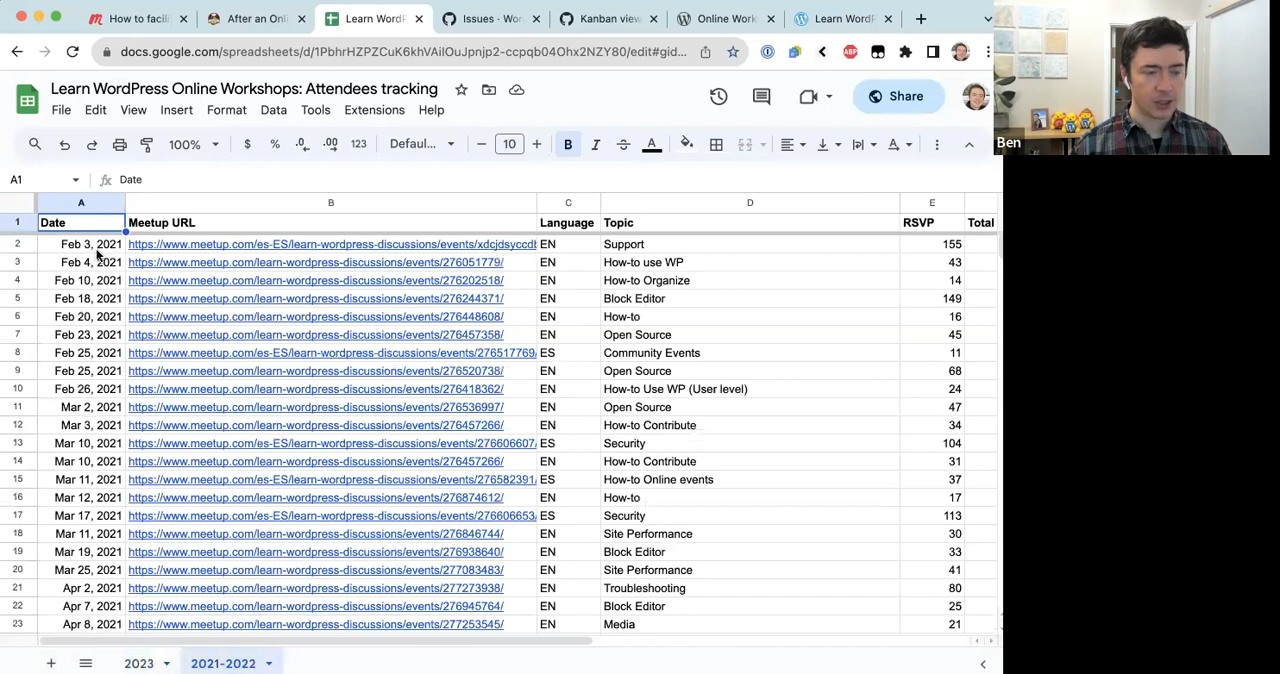 How to facili
After an Onl
Learn WordP
Issues · Wor
Kanban view
Online Work
Learn WordP
docs.google.com/spreadsheets/d/1PbhrHZPZCuK6khVAilOuJpnjp2-ccpqb04Ohx2NZY80/edit#gid...
Learn WordPress Online Workshops: Attendees tracking
File Edit View Insert Format Data Tools Extensions Help
Share
100% $ % .0 .00 123 Defaul... − 10 + B I A
A1 fx Date
A B C D E
1 Date Meetup URL Language Topic RSVP Total
2 Feb 3, 2021 https://www.meetup.com/es-ES/learn-wordpress-discussions/events/xdcjdsyccdb EN Support 155
3 Feb 4, 2021 https://www.meetup.com/learn-wordpress-discussions/events/276051779/ EN How-to use WP 43
4 Feb 10, 2021 https://www.meetup.com/learn-wordpress-discussions/events/276202518/ EN How-to Organize 14
5 Feb 18, 2021 https://www.meetup.com/learn-wordpress-discussions/events/276244371/ EN Block Editor 149
6 Feb 20, 2021 https://www.meetup.com/learn-wordpress-discussions/events/276448608/ EN How-to 16
7 Feb 23, 2021 https://www.meetup.com/learn-wordpress-discussions/events/276457358/ EN Open Source 45
8 Feb 25, 2021 https://www.meetup.com/es-ES/learn-wordpress-discussions/events/276517769/ ES Community Events 11
9 Feb 25, 2021 https://www.meetup.com/learn-wordpress-discussions/events/276520738/ EN Open Source 68
10 Feb 26, 2021 https://www.meetup.com/learn-wordpress-discussions/events/276418362/ EN How-to Use WP (User level) 24
11 Mar 2, 2021 https://www.meetup.com/learn-wordpress-discussions/events/276536997/ EN Open Source 47
12 Mar 3, 2021 https://www.meetup.com/learn-wordpress-discussions/events/276457266/ EN How-to Contribute 34
13 Mar 10, 2021 https://www.meetup.com/es-ES/learn-wordpress-discussions/events/276606607/ ES Security 104
14 Mar 10, 2021 https://www.meetup.com/learn-wordpress-discussions/events/276457266/ EN How-to Contribute 31
15 Mar 11, 2021 https://www.meetup.com/es-ES/learn-wordpress-discussions/events/276582391/ ES How-to Online events 37
16 Mar 12, 2021 https://www.meetup.com/learn-wordpress-discussions/events/276874612/ EN How-to 17
17 Mar 17, 2021 https://www.meetup.com/es-ES/learn-wordpress-discussions/events/276606653/ ES Security 113
18 Mar 11, 2021 https://www.meetup.com/learn-wordpress-discussions/events/276846744/ EN Site Performance 30
19 Mar 19, 2021 https://www.meetup.com/learn-wordpress-discussions/events/276938640/ EN Block Editor 33
20 Mar 25, 2021 https://www.meetup.com/learn-wordpress-discussions/events/277083483/ EN Site Performance 41
21 Apr 2, 2021 https://www.meetup.com/learn-wordpress-discussions/events/277273938/ EN Troubleshooting 80
22 Apr 7, 2021 https://www.meetup.com/learn-wordpress-discussions/events/276945764/ EN Block Editor 25
23 Apr 8, 2021 https://www.meetup.com/learn-wordpress-discussions/events/277253545/ EN Media 21
2023 2021-2022
Ben